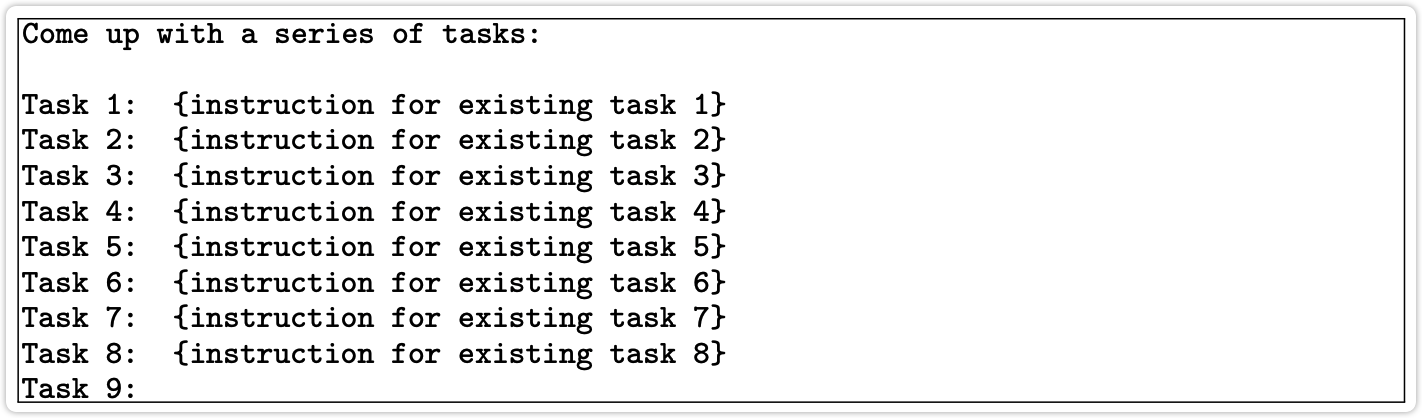 Come up with a series of tasks:
Task 1: {instruction for existing task 1}
Task 2: {instruction for existing task 2}
Task 3: {instruction for existing task 3}
Task 4: {instruction for existing task 4}
Task 5: {instruction for existing task 5}
Task 6: {instruction for existing task 6}
Task 7: {instruction for existing task 7}
Task 8: {instruction for existing task 8}
Task 9: